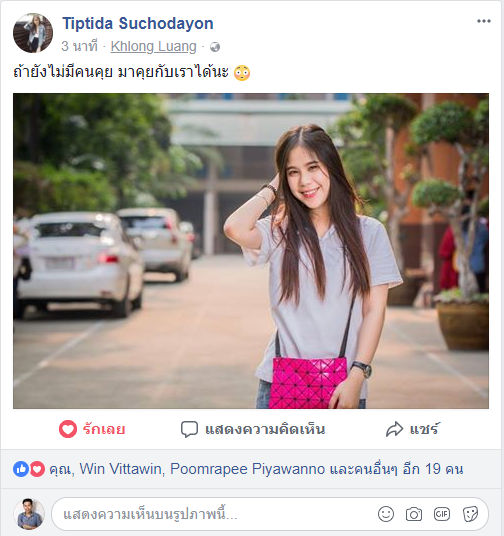 Tiptida Suchodayon
3 นาที · Khlong Luang ·
ถ้ายังไม่มีคนคุย มาคุยกับเราได้นะ 😳
รักเลย แสดงความคิดเห็น แชร์
คุณ, Win Vittawin, Poomrapee Piyawanno และคนอื่นๆ อีก 19 คน
แสดงความเห็นบนรูปภาพนี้...
GIF